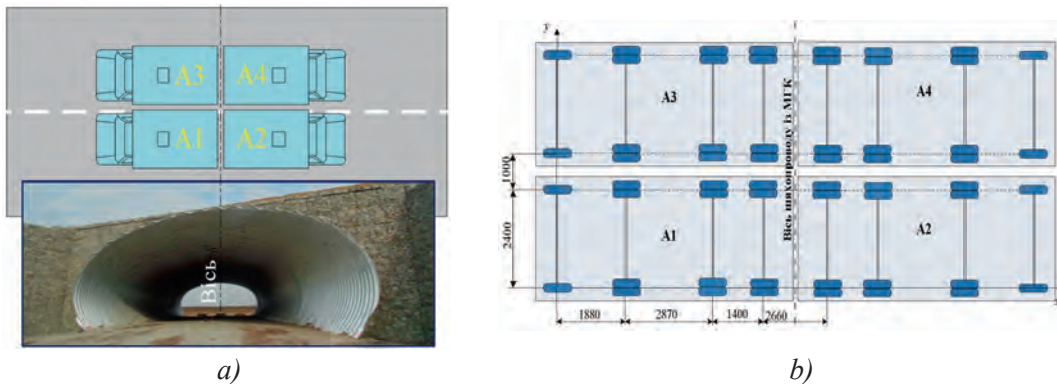 A3 A4
A1 A2
Вісь
a)
y
A3 A4
Вісь шляхопроводу із МГК
1000
2400
A1 A2
1880 2870 1400 2660
b)